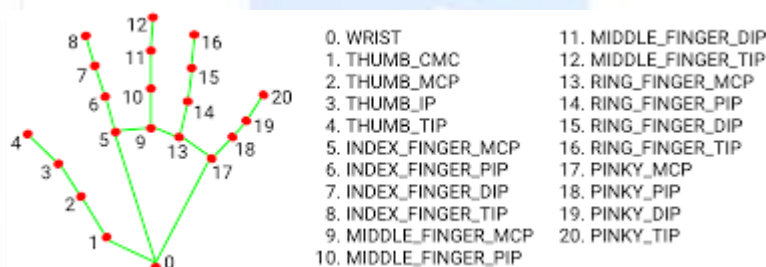 12
8
16
11
7
15
6
10
20
14
4
19
5
9
13
18
3
17
2
1
0
0. WRIST
1. THUMB_CMC
2. THUMB_MCP
3. THUMB_IP
4. THUMB_TIP
5. INDEX_FINGER_MCP
6. INDEX_FINGER_PIP
7. INDEX_FINGER_DIP
8. INDEX_FINGER_TIP
9. MIDDLE_FINGER_MCP
10. MIDDLE_FINGER_PIP
11. MIDDLE_FINGER_DIP
12. MIDDLE_FINGER_TIP
13. RING_FINGER_MCP
14. RING_FINGER_PIP
15. RING_FINGER_DIP
16. RING_FINGER_TIP
17. PINKY_MCP
18. PINKY_PIP
19. PINKY_DIP
20. PINKY_TIP